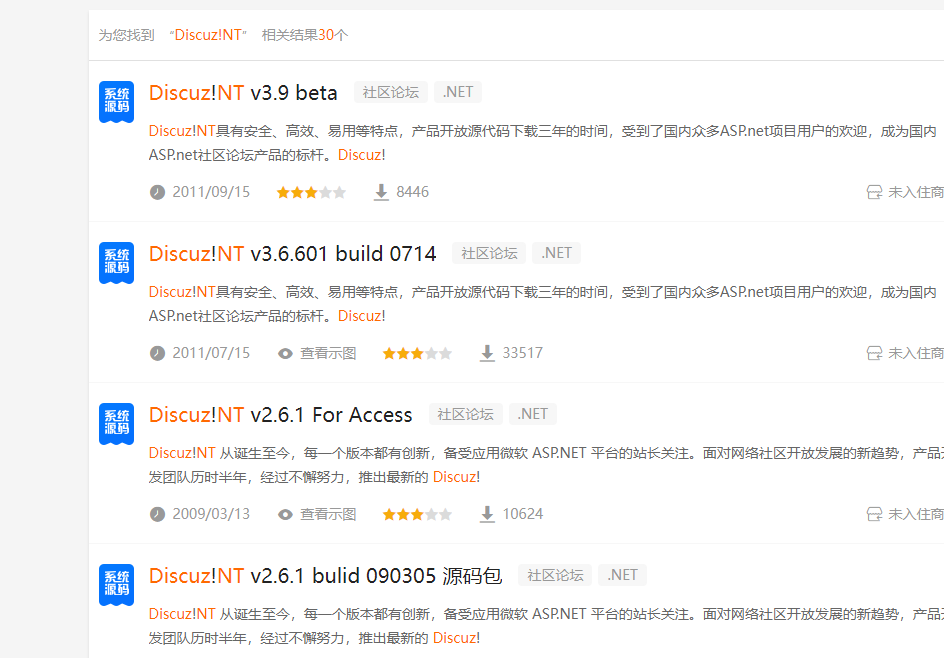 为您找到 “Discuz!NT” 相关结果30个
系统源码
Discuz!NT v3.9 beta 社区论坛 .NET
Discuz!NT具有安全、高效、易用等特点，产品开放源代码下载三年的时间，受到了国内众多ASP.net项目用户的欢迎，成为国内
ASP.net社区论坛产品的标杆。Discuz!
2011/09/15 8446 未入住商
系统源码
Discuz!NT v3.6.601 build 0714 社区论坛 .NET
Discuz!NT具有安全、高效、易用等特点，产品开放源代码下载三年的时间，受到了国内众多ASP.net项目用户的欢迎，成为国内
ASP.net社区论坛产品的标杆。Discuz!
2011/07/15 查看示图 33517 未入住商
系统源码
Discuz!NT v2.6.1 For Access 社区论坛 .NET
Discuz!NT 从诞生至今，每一个版本都有创新，备受应用微软 ASP.NET 平台的站长关注。面对网络社区开放发展的新趋势，产品
发团队历时半年，经过不懈努力，推出最新的 Discuz!
2009/03/13 查看示图 10624 未入住商
系统源码
Discuz!NT v2.6.1 bulid 090305 源码包 社区论坛 .NET
Discuz!NT 从诞生至今，每一个版本都有创新，备受应用微软 ASP.NET 平台的站长关注。面对网络社区开放发展的新趋势，产品
发团队历时半年，经过不懈努力，推出最新的 Discuz!